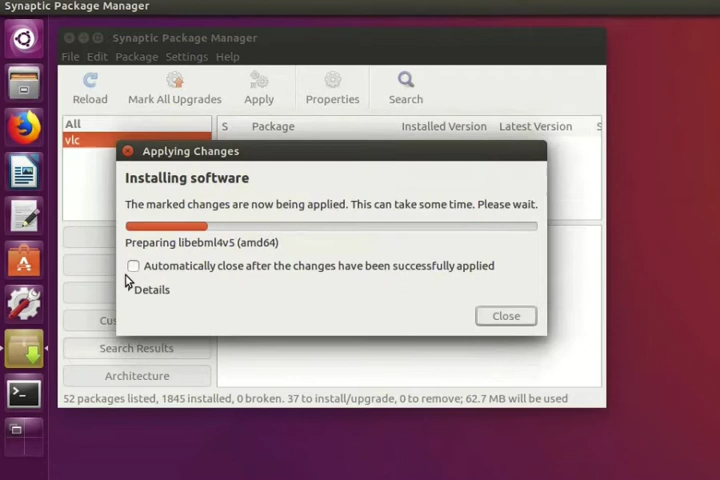 Synaptic Package Manager
Synaptic Package Manager
File Edit Package Settings Help
Reload Mark All Upgrades Apply Properties Search
All
vlc
S Package Installed Version Latest Version S
Applying Changes
Installing software
The marked changes are now being applied. This can take some time. Please wait.
Preparing libebml4v5 (amd64)
Automatically close after the changes have been successfully applied
Details
Close
Cus
Search Results
Architecture
52 packages listed, 1845 installed, 0 broken. 37 to install/upgrade, 0 to remove; 62.7 MB will be used